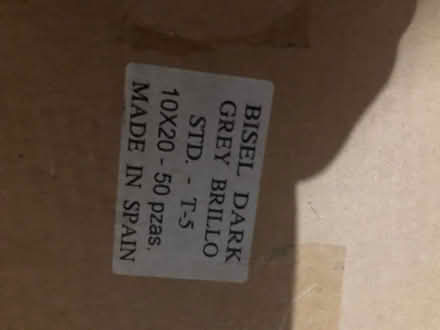 BISEL DARK
GREY BRILLO
STD. - T-5
10X20 - 50 pzas.
MADE IN SPAIN